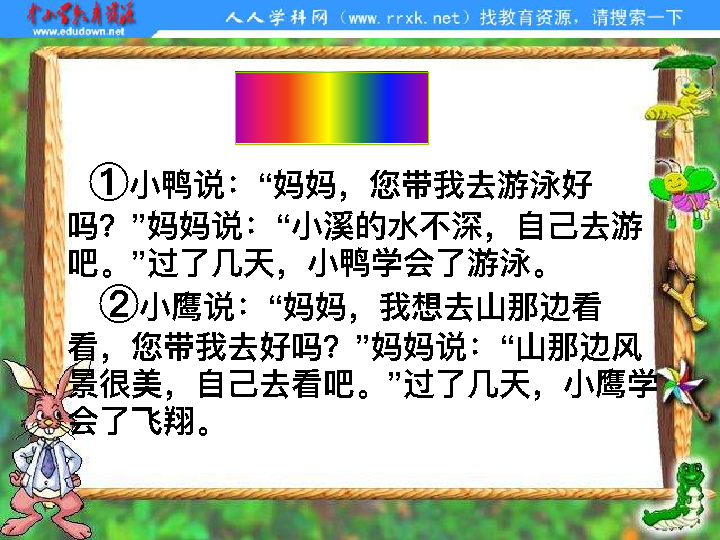 中小学教育资源
www.edudown.net
人人学科网（www.rrxk.net）找教育资源，请搜索一下
①小鸭说：“妈妈，您带我去游泳好
吗？”妈妈说：“小溪的水不深，自己去游
吧。”过了几天，小鸭学会了游泳。
②小鹰说：“妈妈，我想去山那边看
看，您带我去好吗？”妈妈说：“山那边风
景很美，自己去看吧。”过了几天，小鹰学
会了飞翔。